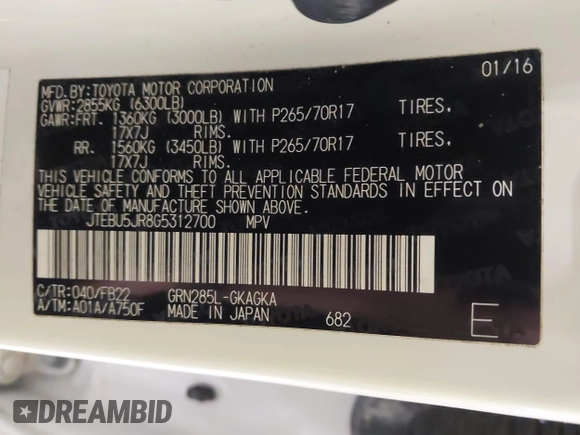 MFD.BY:TOYOTA MOTOR CORPORATION 01/16
GVWR:2855KG (6300LB)
GAWR:FRT. 1360KG (3000LB) WITH P265/70R17 TIRES,
17X7J RIMS.
RR. 1560KG (3450LB) WITH P265/70R17 TIRES,
17X7J RIMS.
THIS VEHICLE CONFORMS TO ALL APPLICABLE FEDERAL MOTOR
VEHICLE SAFETY AND THEFT PREVENTION STANDARDS IN EFFECT ON
THE DATE OF MANUFACTURE SHOWN ABOVE.
JTEBU5JR8G5312700 MPV
C/TR:040/FB22 GRN285L-GKAGKA
A/TM:A01A/A750F MADE IN JAPAN 682 E
DREAMBID